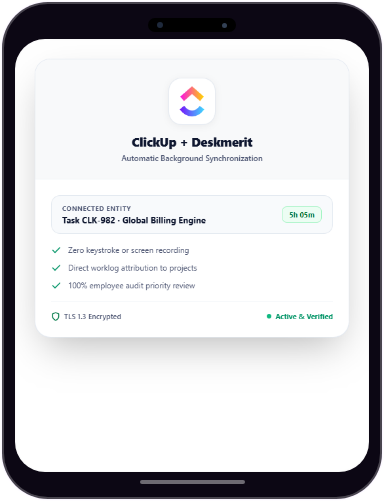 ClickUp + Deskmerit
Automatic Background Synchronization
CONNECTED ENTITY
Task CLK-982 · Global Billing Engine
5h 05m
Zero keystroke or screen recording
Direct worklog attribution to projects
100% employee audit priority review
TLS 1.3 Encrypted
Active & Verified